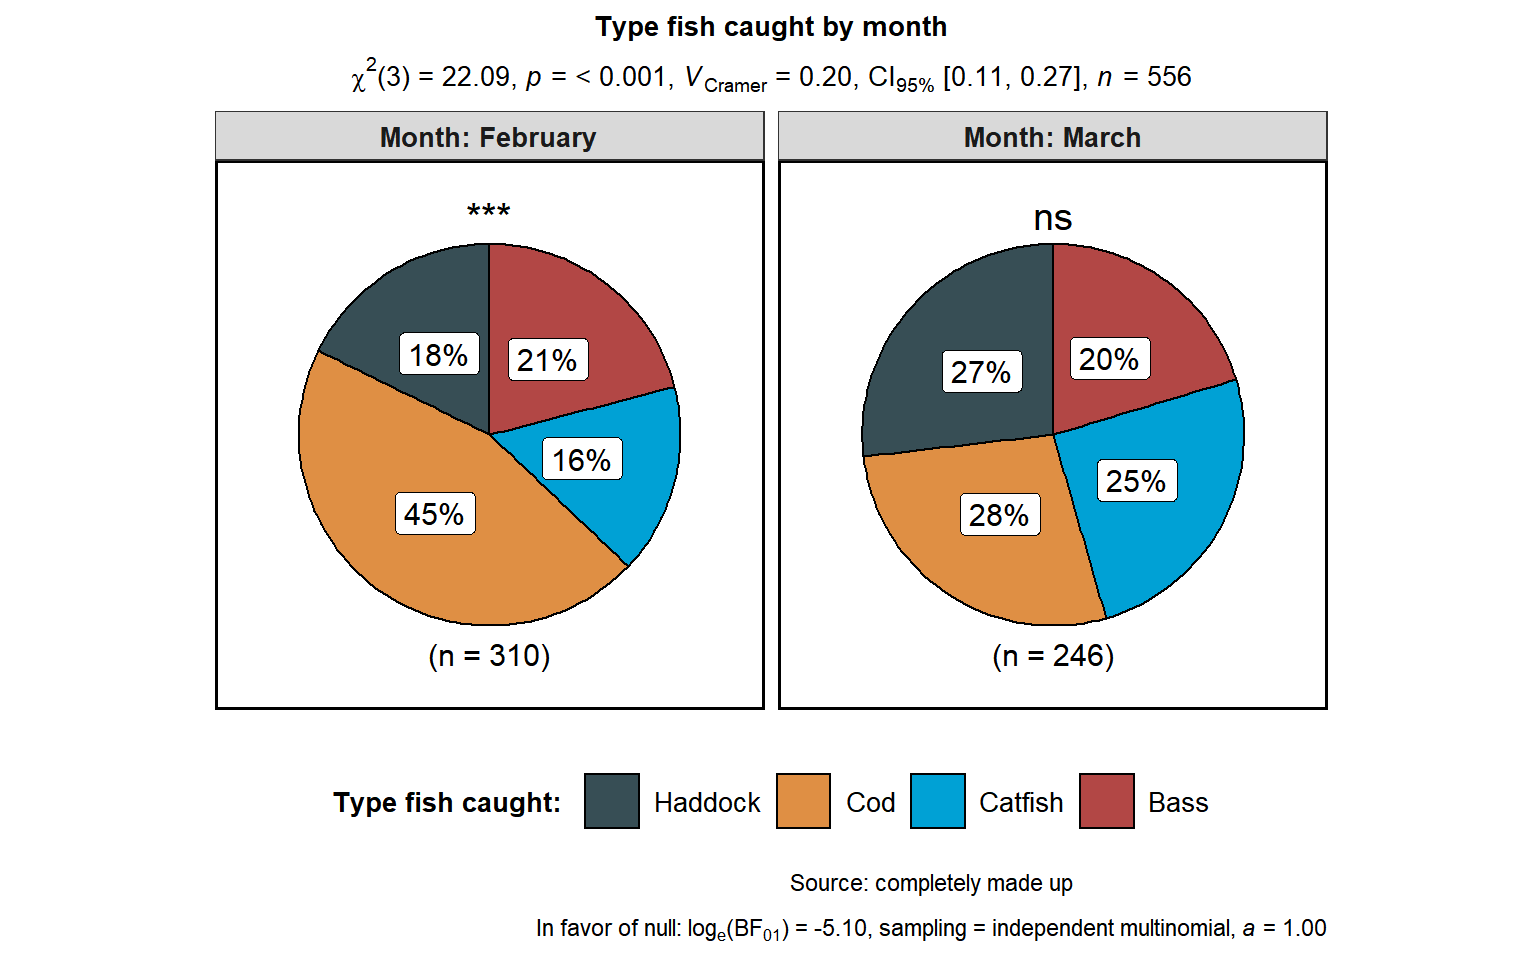 Type fish caught by month
χ²(3) = 22.09, p = < 0.001, V Cramer = 0.20, CI95% [0.11, 0.27], n = 556
Month: February
Month: March
***
ns
18%
21%
16%
45%
27%
20%
25%
28%
(n = 310)
(n = 246)
Type fish caught: Haddock Cod Catfish Bass
Source: completely made up
In favor of null: loge(BF01) = -5.10, sampling = independent multinomial, a = 1.00